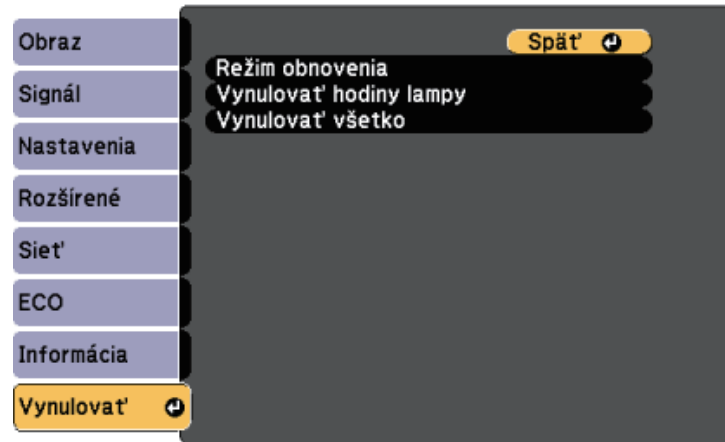 Obraz
Signál
Nastavenia
Rozšírené
Sieť
ECO
Informácia
Vynulovať
Späť
Režim obnovenia
Vynulovať hodiny lampy
Vynulovať všetko